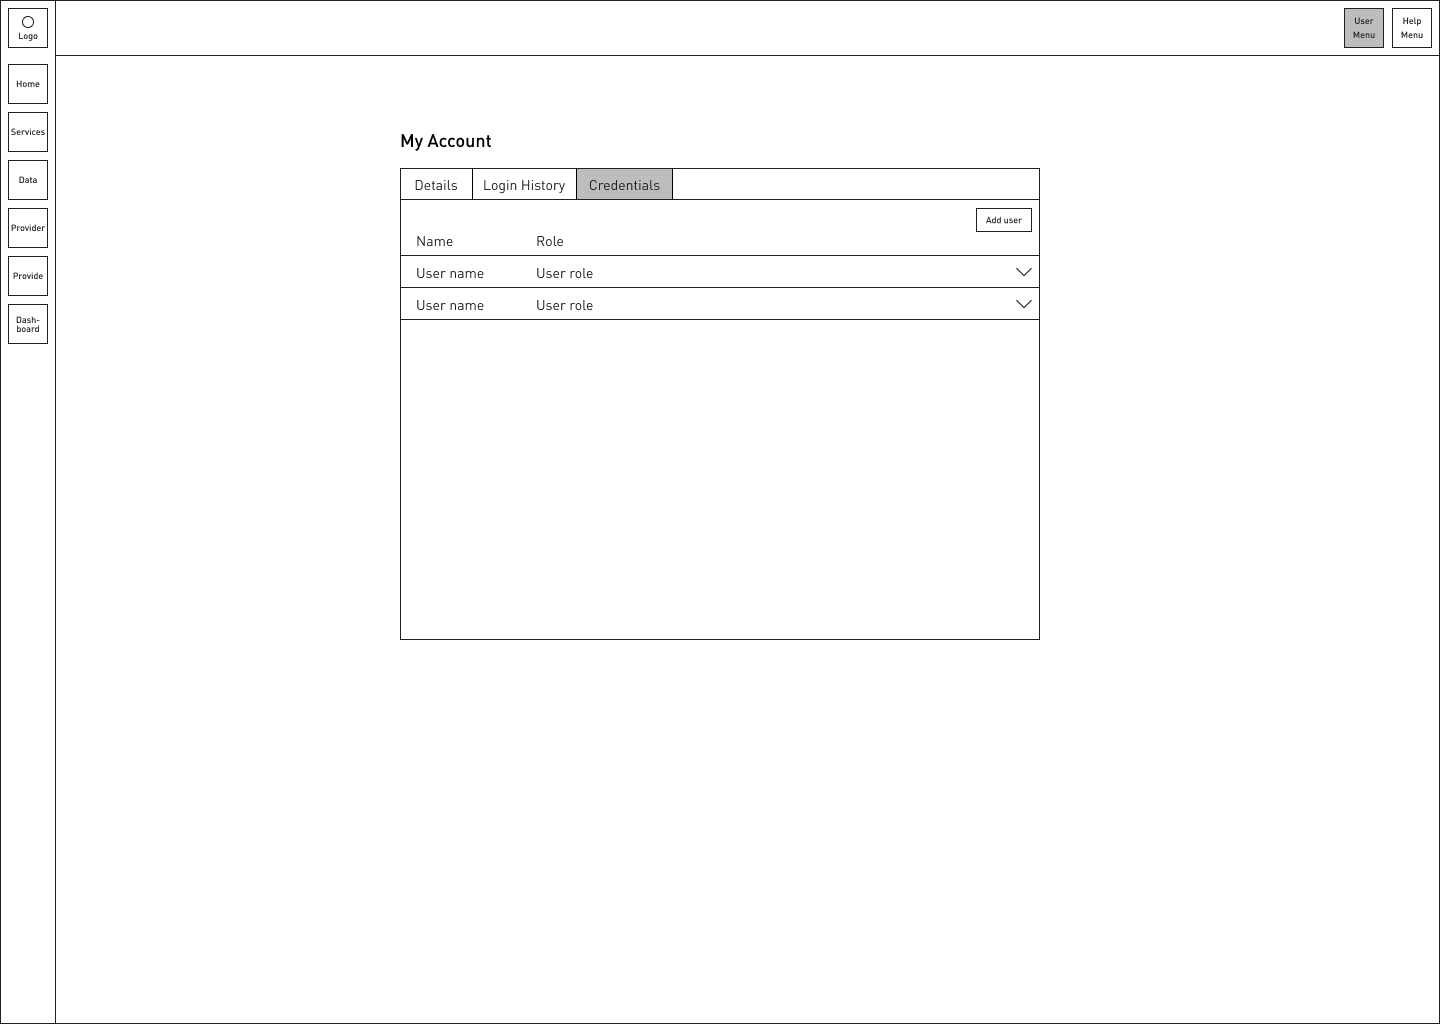 Logo
User
Menu
Help
Menu
Home
Services
Data
Provider
Provide
Dash-
board
My Account
Details
Login History
Credentials
Add user
Name Role
User name User role
User name User role